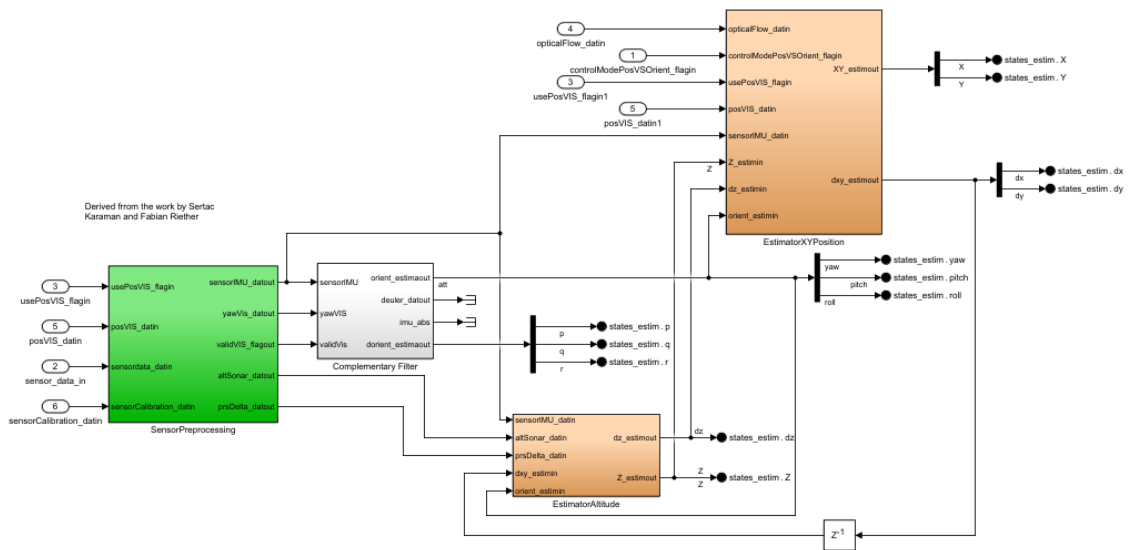 4
opticalFlow_datin
1
controlModePosVSOrient_flagin
3
usePosVIS_flagin1
5
posVIS_datin1
opticalFlow_datin
controlModePosVSOrient_flagin
usePosVIS_flagin
posVIS_datin
sensorIMU_datin
Z_estimin
dz_estimin
orient_estimin
XY_estimout
dxy_estimout
EstimatorXYPosition
Z
X
Y
states_estim . X
states_estim . Y
dx
dy
states_estim . dx
states_estim . dy
Derived frrom the work by Sertac
Karaman and Fabian Riether
3
usePosVIS_flagin
5
posVIS_datin
2
sensor_data_in
6
sensorCalibration_datin
usePosVIS_flagin
posVIS_datin
sensordata_datin
sensorCalibration_datin
sensorIMU_datout
yawVis_datout
validVIS_flagout
altSonar_datout
prsDelta_datout
SensorPreprocessing
sensorIMU
yawVIS
validVis
orient_estimaout
deuler_datout
imu_abs
dorient_estimaout
Complementary Filter
att
yaw
pitch
roll
states_estim . yaw
states_estim . pitch
states_estim . roll
p
q
r
states_estim . p
states_estim . q
states_estim . r
sensorIMU_datin
altSonar_datin
prsDelta_datin
dxy_estimin
orient_estimin
dz_estimout
Z_estimout
EstimatorAltitude
dz
states_estim . dz
Z
Z
states_estim . Z
Z⁻¹